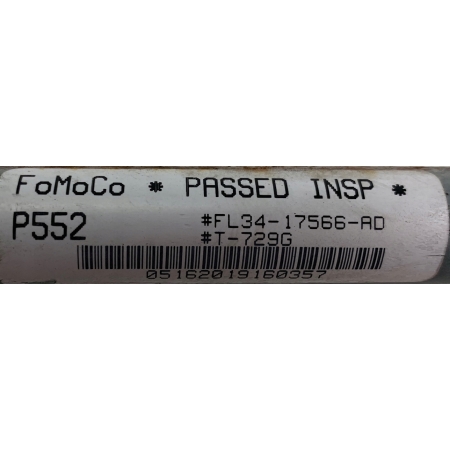 FoMoCo * PASSED INSP *
P552
#FL34-17566-AD
#T-729G
05162019160357